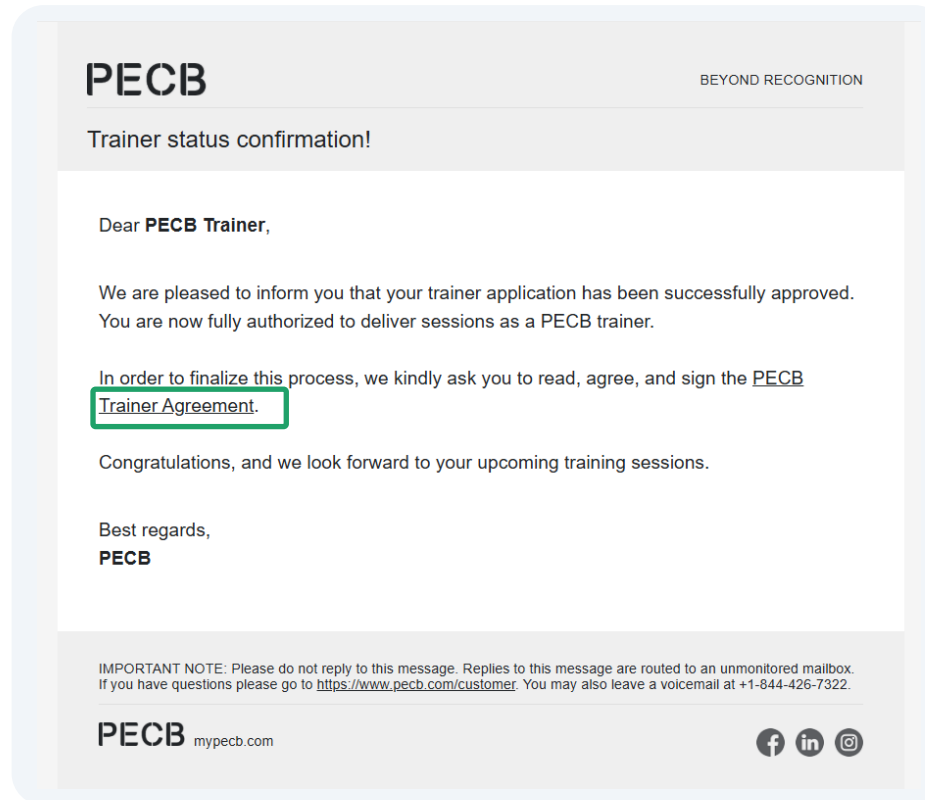 PECB
BEYOND RECOGNITION
Trainer status confirmation!
Dear PECB Trainer,
We are pleased to inform you that your trainer application has been successfully approved.
You are now fully authorized to deliver sessions as a PECB trainer.
In order to finalize this process, we kindly ask you to read, agree, and sign the PECB
Trainer Agreement.
Congratulations, and we look forward to your upcoming training sessions.
Best regards,
PECB
IMPORTANT NOTE: Please do not reply to this message. Replies to this message are routed to an unmonitored mailbox.
If you have questions please go to https://www.pecb.com/customer. You may also leave a voicemail at +1-844-426-7322.
PECB mypecb.com